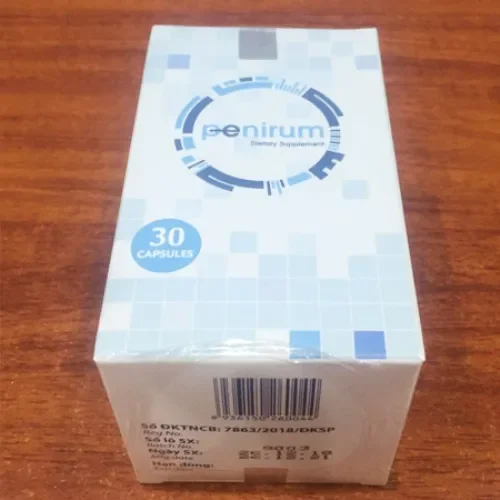 penirum
Dietary Supplement
30
CAPSULES
Số ĐKTNCB: 7863/2018/ĐKSP
Reg No.
Số lô SX:
Batch No.
Ngày SX:
Mfg.date
Hạn dùng: